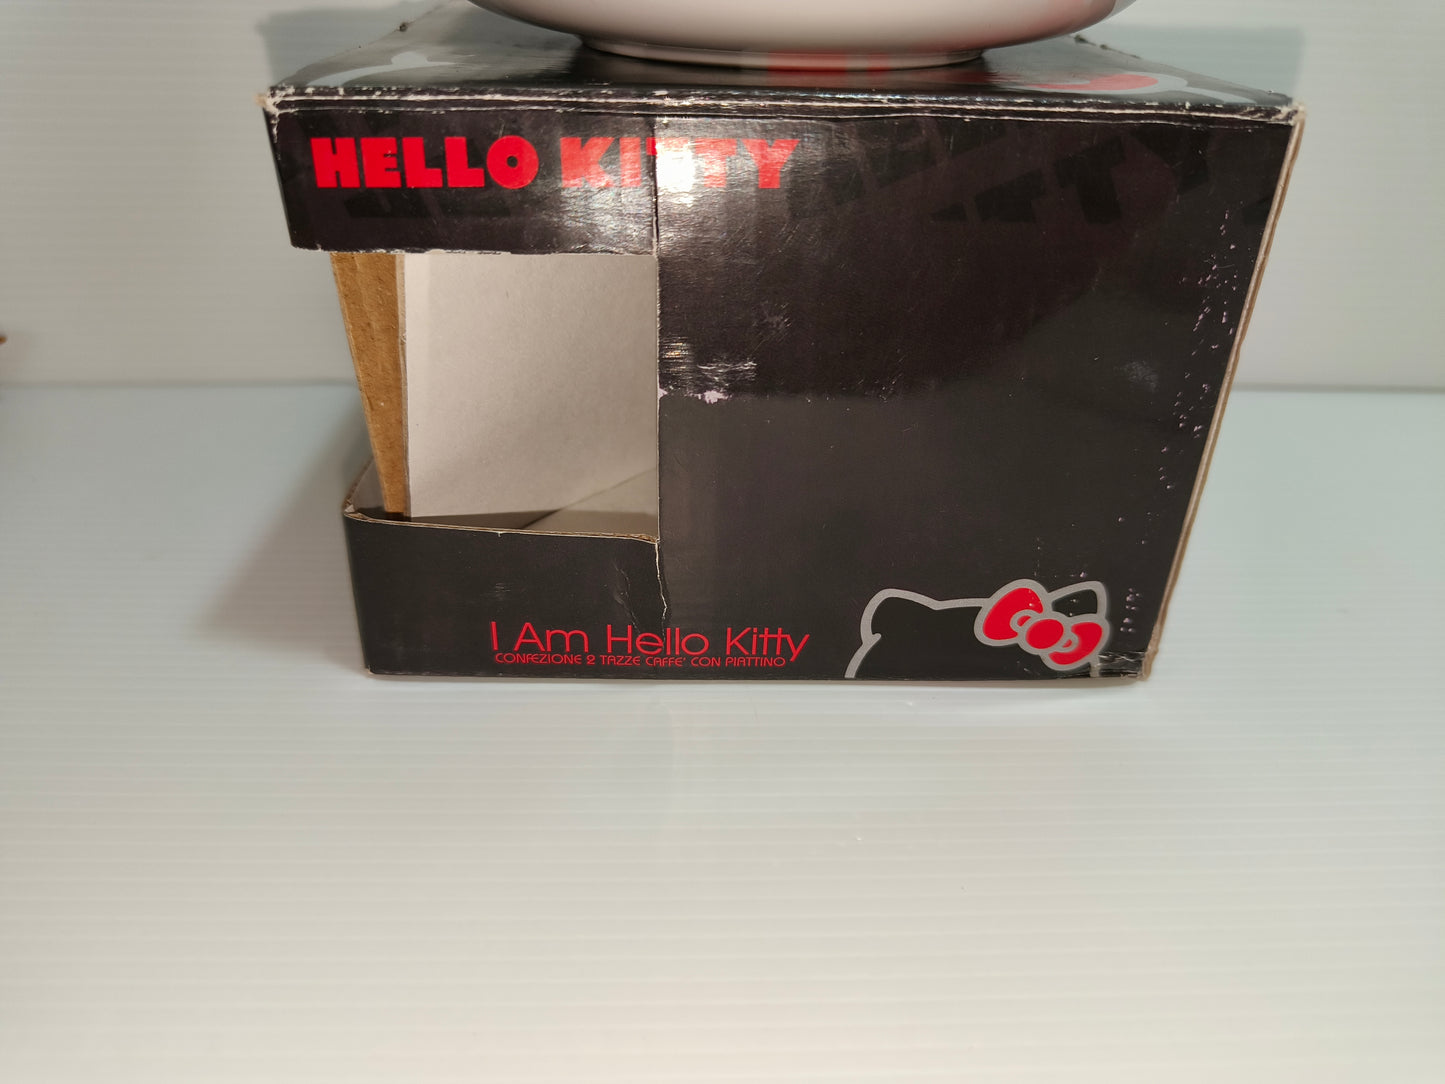 HELLO KITTY
I Am Hello Kitty
CONFEZIONE 2 TAZZE CAFFE' CON PIATTINO